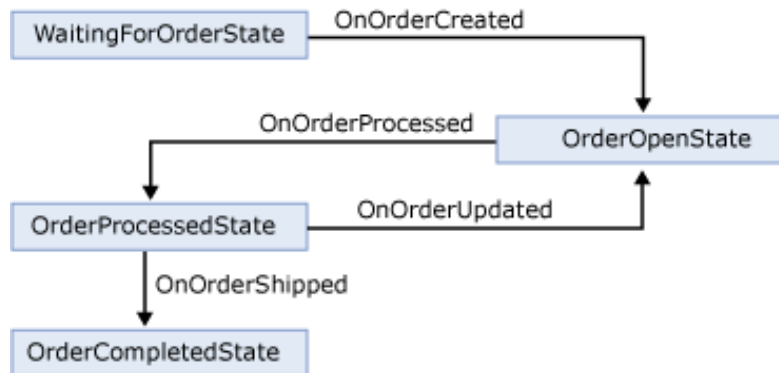 OnOrderCreated
WaitingForOrderState
OnOrderProcessed
OrderOpenState
OnOrderUpdated
OrderProcessedState
OnOrderShipped
OrderCompletedState